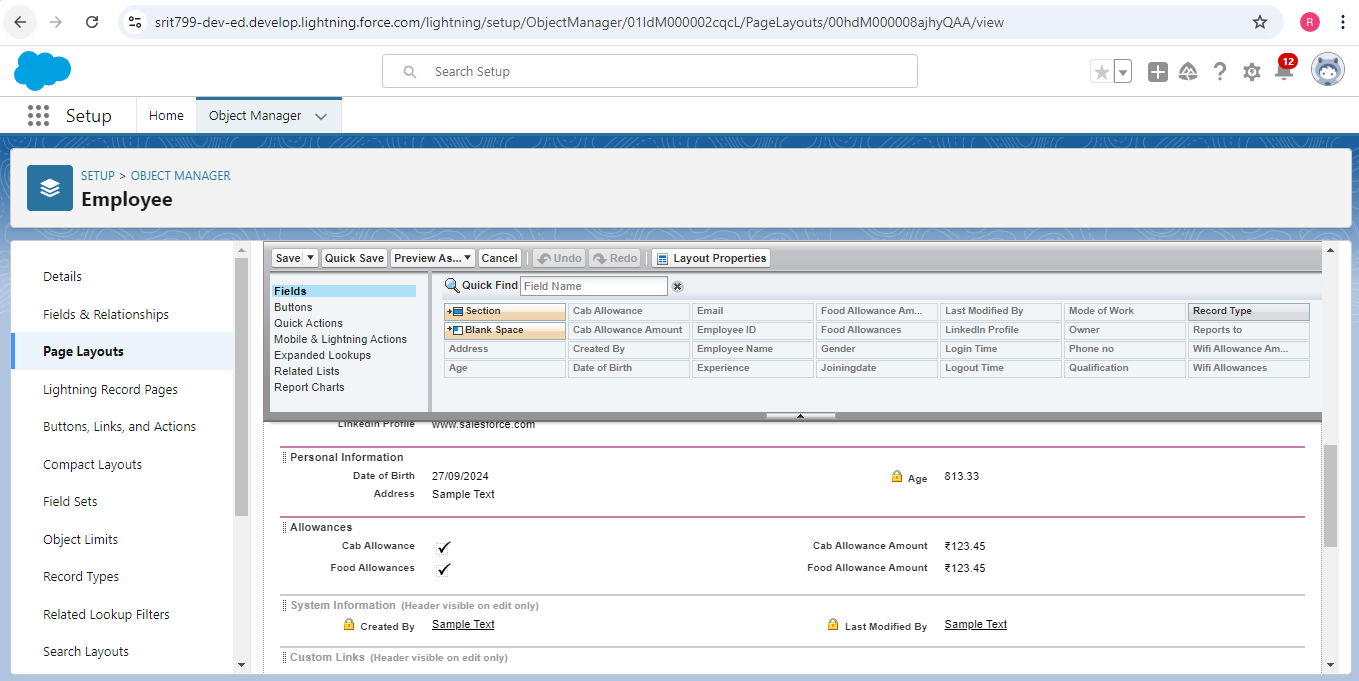 srit799-dev-ed.develop.lightning.force.com/lightning/setup/ObjectManager/01IdM000002cqcL/PageLayouts/00hdM000008ajhyQAA/view
R
Search Setup
12
Setup
Home
Object Manager
SETUP > OBJECT MANAGER
Employee
Details
Fields & Relationships
Page Layouts
Lightning Record Pages
Buttons, Links, and Actions
Compact Layouts
Field Sets
Object Limits
Record Types
Related Lookup Filters
Search Layouts
Save Quick Save Preview As... Cancel Undo Redo Layout Properties
Fields
Buttons
Quick Actions
Mobile & Lightning Actions
Expanded Lookups
Related Lists
Report Charts
Quick Find Field Name
Section Cab Allowance Email Food Allowance Am... Last Modified By Mode of Work Record Type
Blank Space Cab Allowance Amount Employee ID Food Allowances LinkedIn Profile Owner Reports to
Address Created By Employee Name Gender Login Time Phone no Wifi Allowance Am...
Age Date of Birth Experience Joiningdate Logout Time Qualification Wifi Allowances
LinkedIn Profile www.salesforce.com
Personal Information
Date of Birth 27/09/2024 Age 813.33
Address Sample Text
Allowances
Cab Allowance Cab Allowance Amount ₹123.45
Food Allowances Food Allowance Amount ₹123.45
System Information (Header visible on edit only)
Created By Sample Text Last Modified By Sample Text
Custom Links (Header visible on edit only)